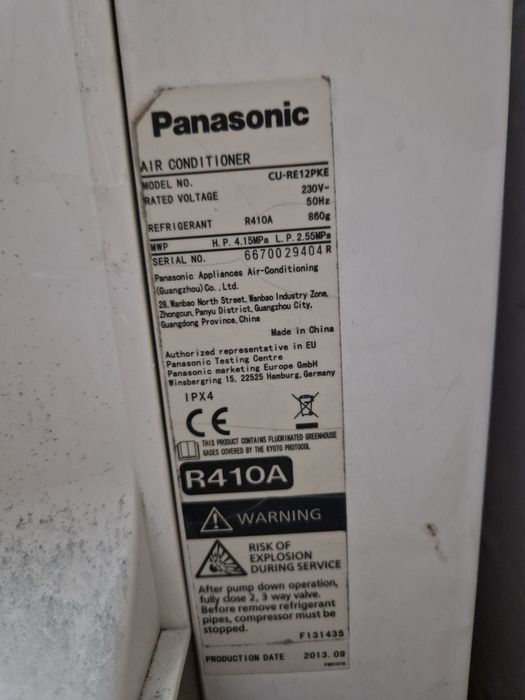 Panasonic
AIR CONDITIONER
MODEL NO. CU-RE12PKE
RATED VOLTAGE 230V~
50Hz
REFRIGERANT R410A 860g
MWP H.P. 4.15MPa L.P. 2.55MPa
SERIAL NO. 6670029404 R
Panasonic Appliances Air-Conditioning
(Guangzhou) Co., Ltd.
28, Wanbao North Street, Wanbao Industry Zone,
Zhongcun, Panyu District, Guangzhou City,
Guangdong Province, China
Made in China
Authorized representative in EU
Panasonic Testing Centre
Panasonic marketing Europe GmbH
Winsbergring 15, 22525 Hamburg, Germany
IPX4
CE
THIS PRODUCT CONTAINS FLUORINATED GREENHOUSE
GASES COVERED BY THE KYOTO PROTOCOL
R410A
WARNING
RISK OF
EXPLOSION
DURING SERVICE
After pump down operation,
fully close 2, 3 way valve.
Before remove refrigerant
pipes, compressor must be
stopped.
F131435
PRODUCTION DATE 2013.09